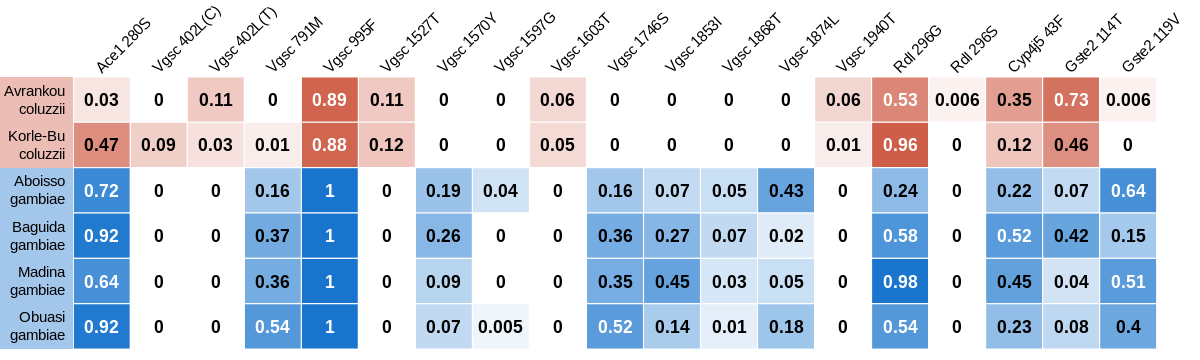 Ace1 280S Vgsc 402L(C) Vgsc 402L(T) Vgsc 791M Vgsc 995F Vgsc 1527T Vgsc 1570Y Vgsc 1597G Vgsc 1603T Vgsc 1746S Vgsc 1853I Vgsc 1868T Vgsc 1874L Vgsc 1940T Rdl 296G Rdl 296S Cyp4j5 43F Gste2 114T Gste2 119V
Avrankou
coluzzii 0.03 0 0.11 0 0.89 0.11 0 0 0.06 0 0 0 0 0.06 0.53 0.006 0.35 0.73 0.006
Korle-Bu
coluzzii 0.47 0.09 0.03 0.01 0.88 0.12 0 0 0.05 0 0 0 0 0.01 0.96 0 0.12 0.46 0
Aboisso
gambiae 0.72 0 0 0.16 1 0 0.19 0.04 0 0.16 0.07 0.05 0.43 0 0.24 0 0.22 0.07 0.64
Baguida
gambiae 0.92 0 0 0.37 1 0 0.26 0 0 0.36 0.27 0.07 0.02 0 0.58 0 0.52 0.42 0.15
Madina
gambiae 0.64 0 0 0.36 1 0 0.09 0 0 0.35 0.45 0.03 0.05 0 0.98 0 0.45 0.04 0.51
Obuasi
gambiae 0.92 0 0 0.54 1 0 0.07 0.005 0 0.52 0.14 0.01 0.18 0 0.54 0 0.23 0.08 0.4